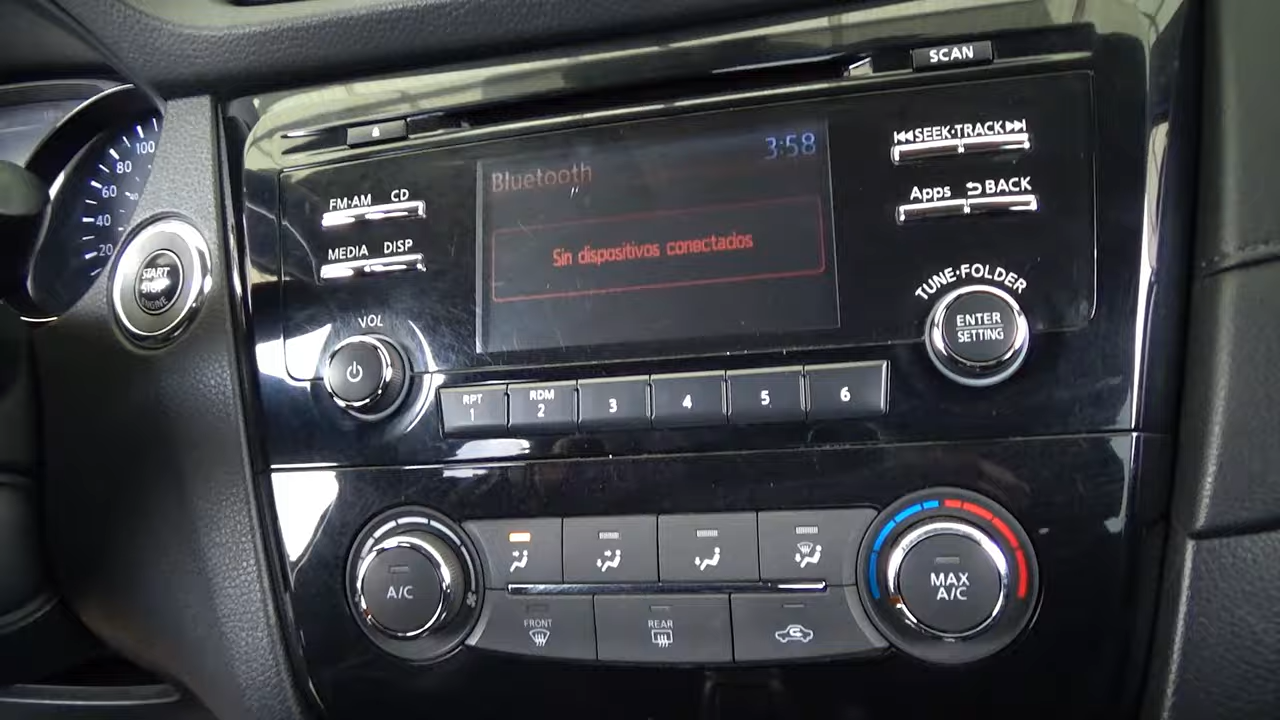 SCAN
100
80
60
40
20
START
STOP
ENGINE
FM·AM CD
MEDIA DISP
VOL
Bluetooth
3:58
Sin dispositivos conectados
SEEK·TRACK
Apps BACK
TUNE·FOLDER
ENTER
SETTING
RPT
1
RDM
2
3
4
5
6
A/C
FRONT
REAR
MAX
A/C